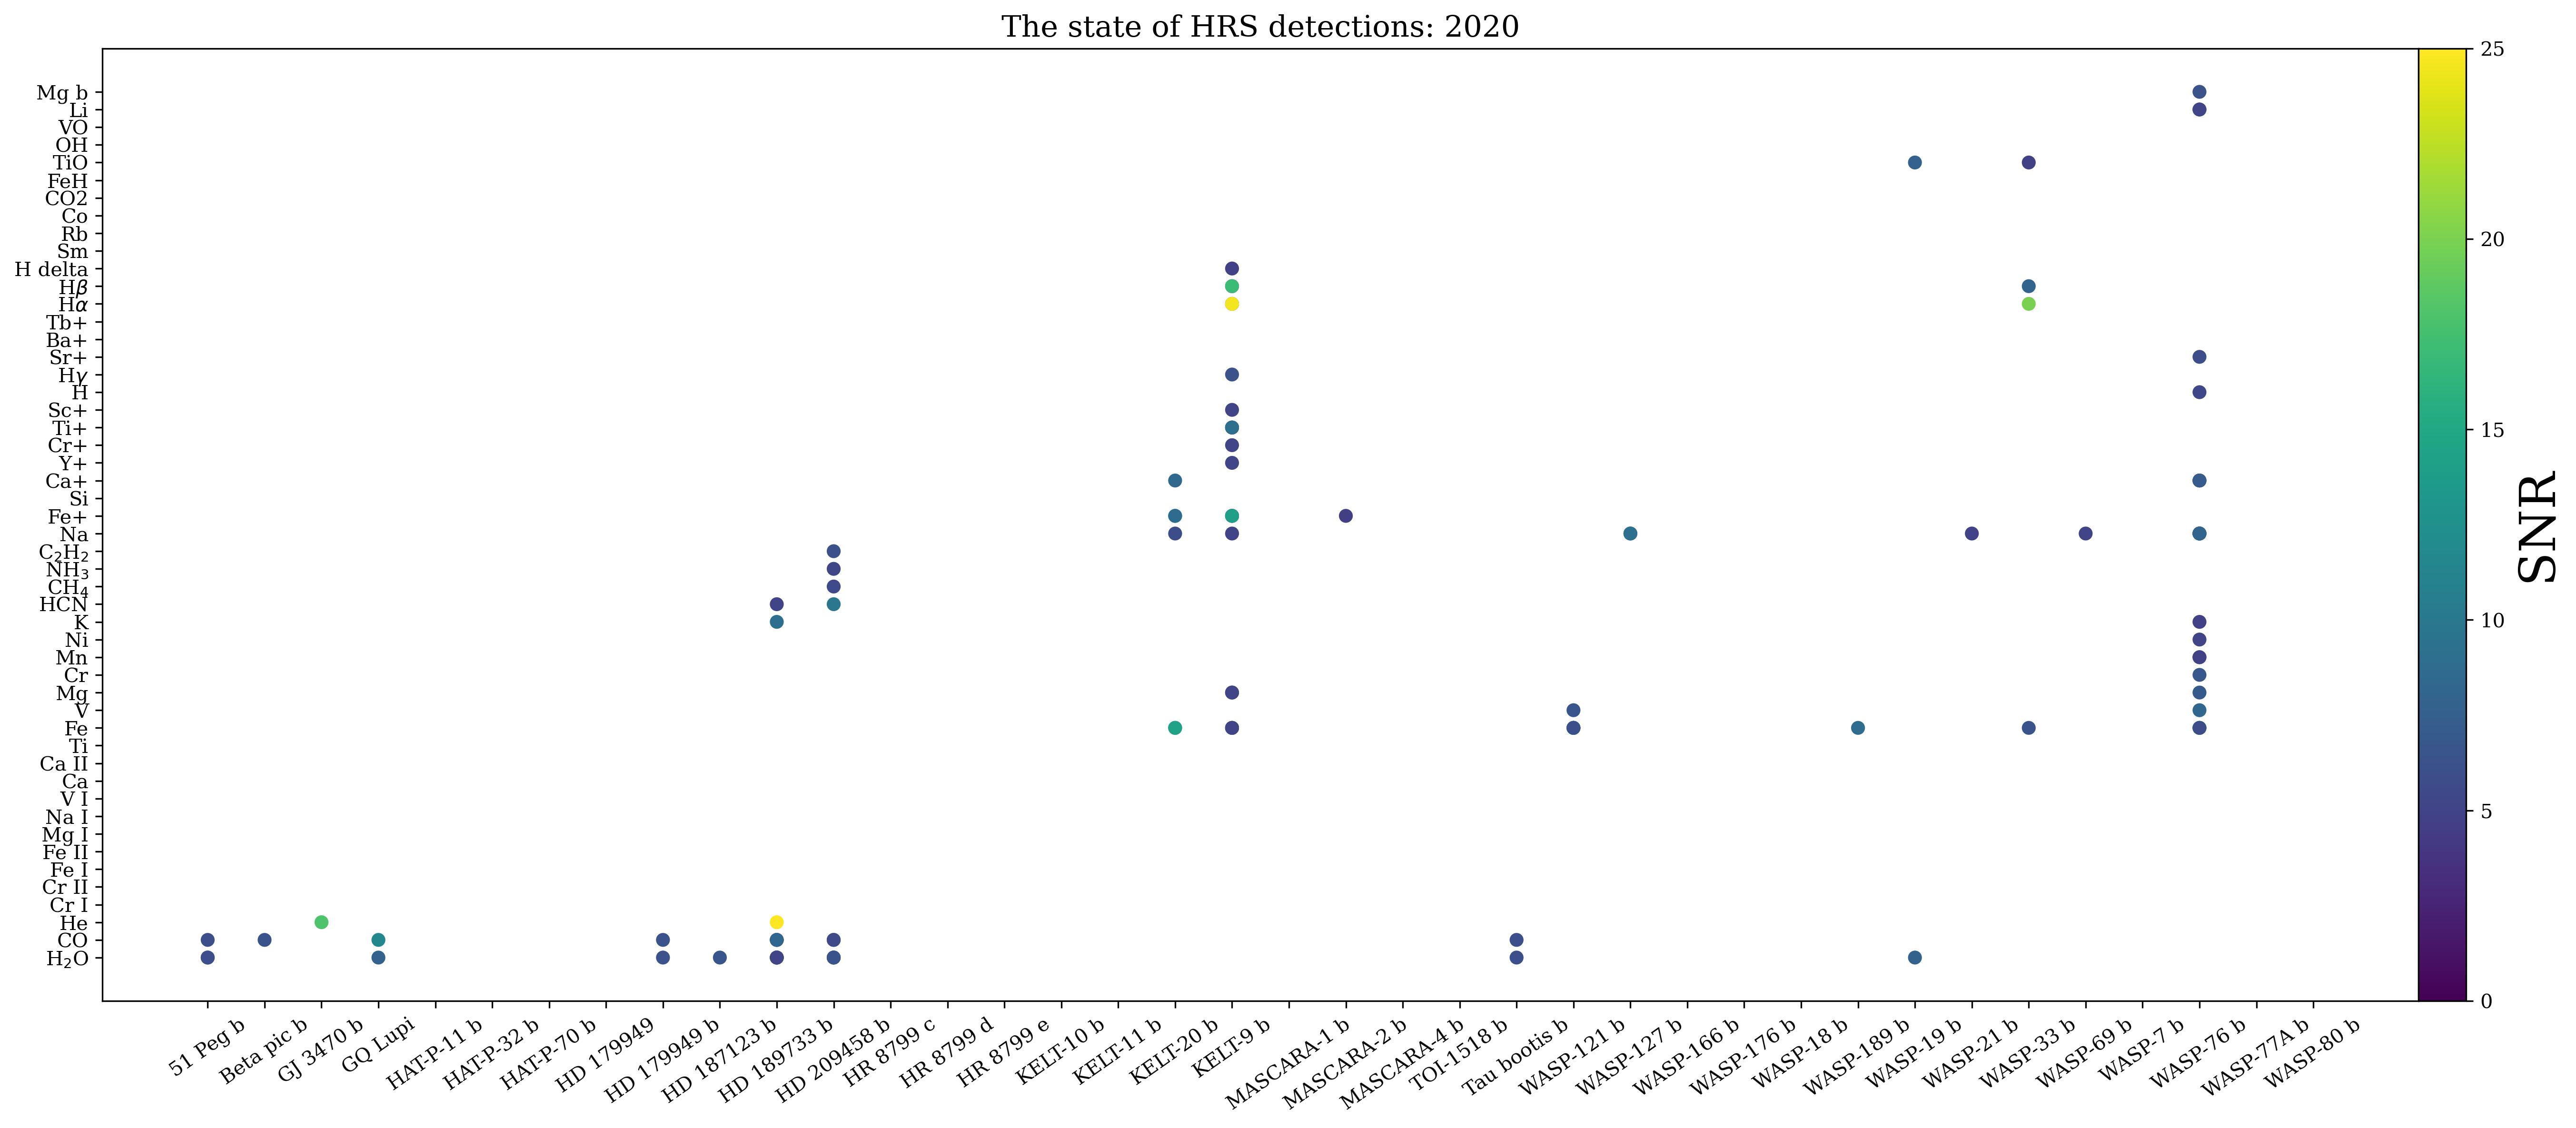 The state of HRS detections: 2020
Mg b
Li
VO
OH
TiO
FeH
CO2
Co
Rb
Sm
H delta
Hβ
Hα
Tb+
Ba+
Sr+
Hγ
H
Sc+
Ti+
Cr+
Y+
Ca+
Si
Fe+
Na
C₂H₂
NH₃
CH₄
HCN
K
Ni
Mn
Cr
Mg
V
Fe
Ti
Ca II
Ca
V I
Na I
Mg I
Fe II
Fe I
Cr II
Cr I
He
CO
H₂O
51 Peg b
Beta pic b
GJ 3470 b
GQ Lupi
HAT-P-11 b
HAT-P-32 b
HAT-P-70 b
HD 179949
HD 179949 b
HD 187123 b
HD 189733 b
HD 209458 b
HR 8799 c
HR 8799 d
HR 8799 e
KELT-10 b
KELT-11 b
KELT-20 b
KELT-9 b
MASCARA-1 b
MASCARA-2 b
MASCARA-4 b
TOI-1518 b
Tau bootis b
WASP-121 b
WASP-127 b
WASP-166 b
WASP-176 b
WASP-18 b
WASP-189 b
WASP-19 b
WASP-21 b
WASP-33 b
WASP-69 b
WASP-7 b
WASP-76 b
WASP-77A b
WASP-80 b
25
20
15
10
5
0
SNR